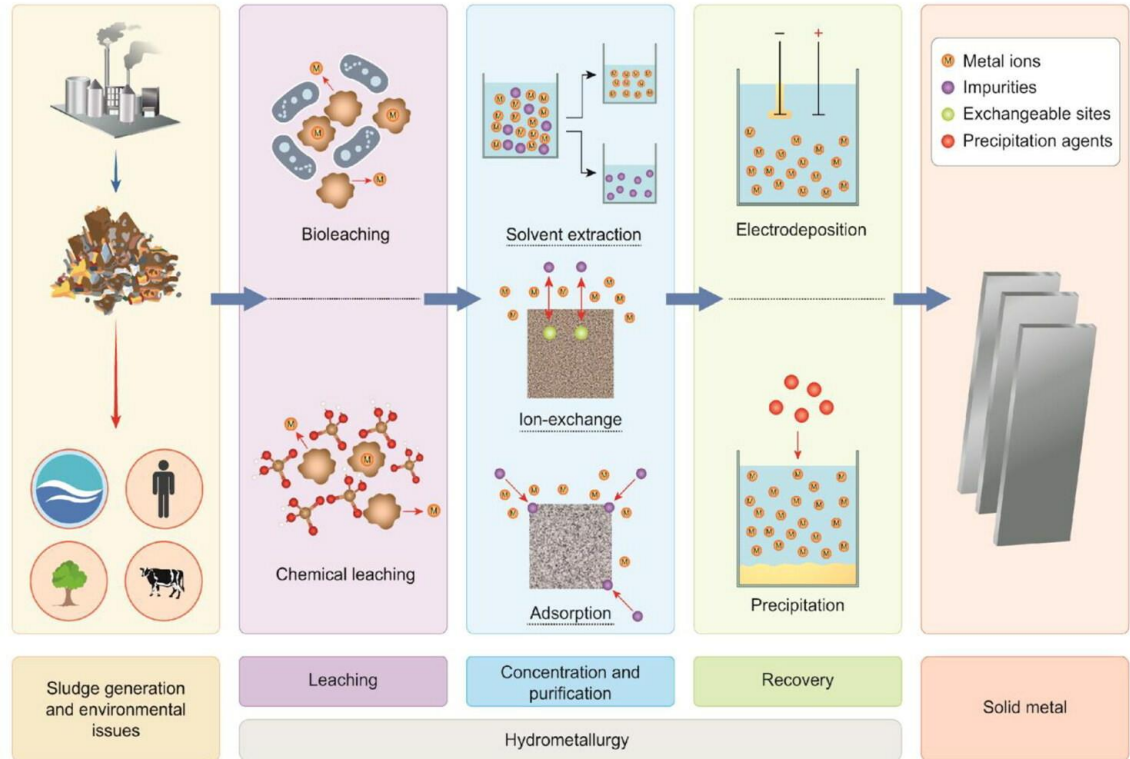 Metal ions
Impurities
Exchangeable sites
Precipitation agents
Bioleaching
Chemical leaching
Solvent extraction
Ion-exchange
Adsorption
− +
Electrodeposition
Precipitation
Sludge generation
and environmental
issues
Leaching
Concentration and
purification
Recovery
Solid metal
Hydrometallurgy